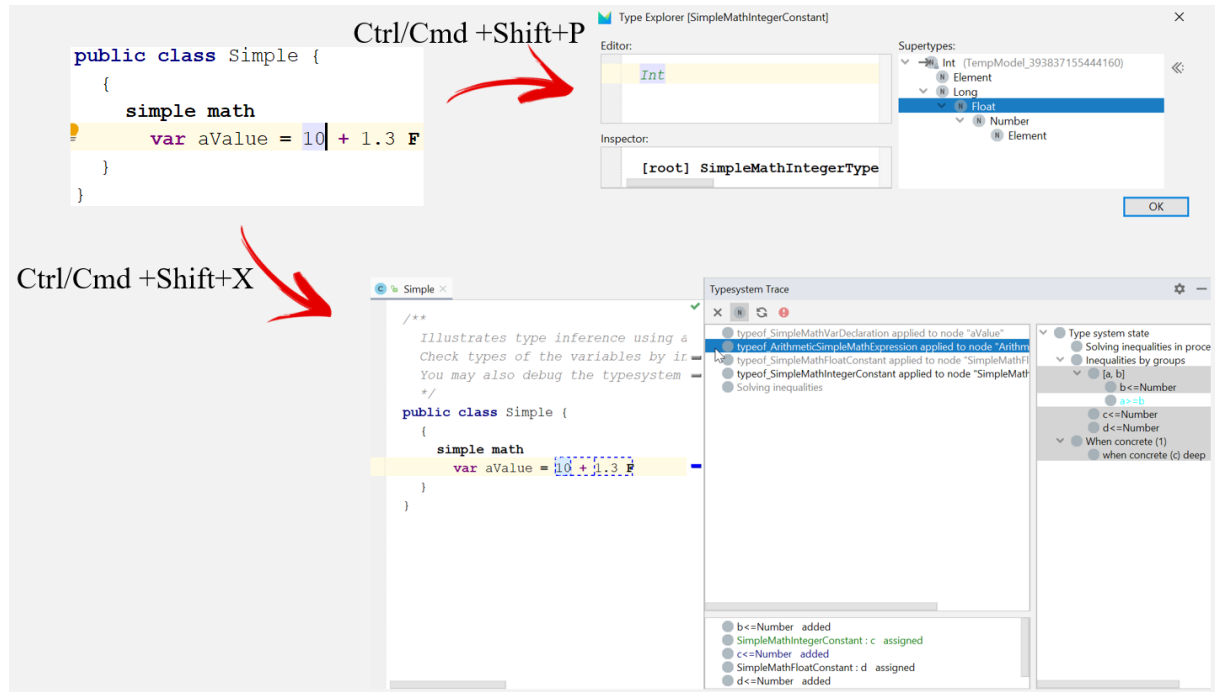 Ctrl/Cmd +Shift+P
public class Simple {
{
simple math
var aValue = 10 + 1.3 F
}
}
Type Explorer [SimpleMathIntegerConstant]
Editor:
Int
Inspector:
[root] SimpleMathIntegerType
Supertypes:
Int (TempModel_393837155444160)
Element
Long
Float
Number
Element
OK
Ctrl/Cmd +Shift+X
Simple
/**
Illustrates type inference using a
Check types of the variables by in
You may also debug the typesystem
*/
public class Simple {
{
simple math
var aValue = 10 + 1.3 F
}
}
Typesystem Trace
typeof_SimpleMathVarDeclaration applied to node "aValue"
typeof_ArithmeticSimpleMathExpression applied to node "Arithm
typeof_SimpleMathFloatConstant applied to node "SimpleMathFl
typeof_SimpleMathIntegerConstant applied to node "SimpleMath
Solving inequalities
Type system state
Solving inequalities in proce
Inequalities by groups
[a, b]
b<=Number
a>=b
c<=Number
d<=Number
When concrete (1)
when concrete (c) deep
b<=Number added
SimpleMathIntegerConstant : c assigned
c<=Number added
SimpleMathFloatConstant : d assigned
d<=Number added